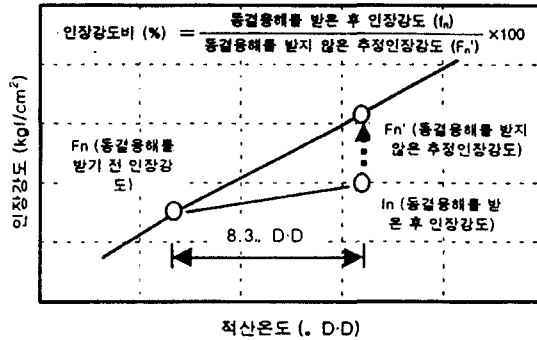 인장강도비 (%) = 동결융해를 받은 후 인장강도 (fₙ) / 동결융해를 받지 않은 추정인장강도 (Fₙ') ×100
인장강도 (kgf/cm²)
Fn (동결융해를
받기 전 인장강
도)
Fn' (동결융해를 받지
않은 추정인장강도)
fn (동결융해를 받
은 후 인장강도)
8.3。 D·D
적산온도 (。 D·D)